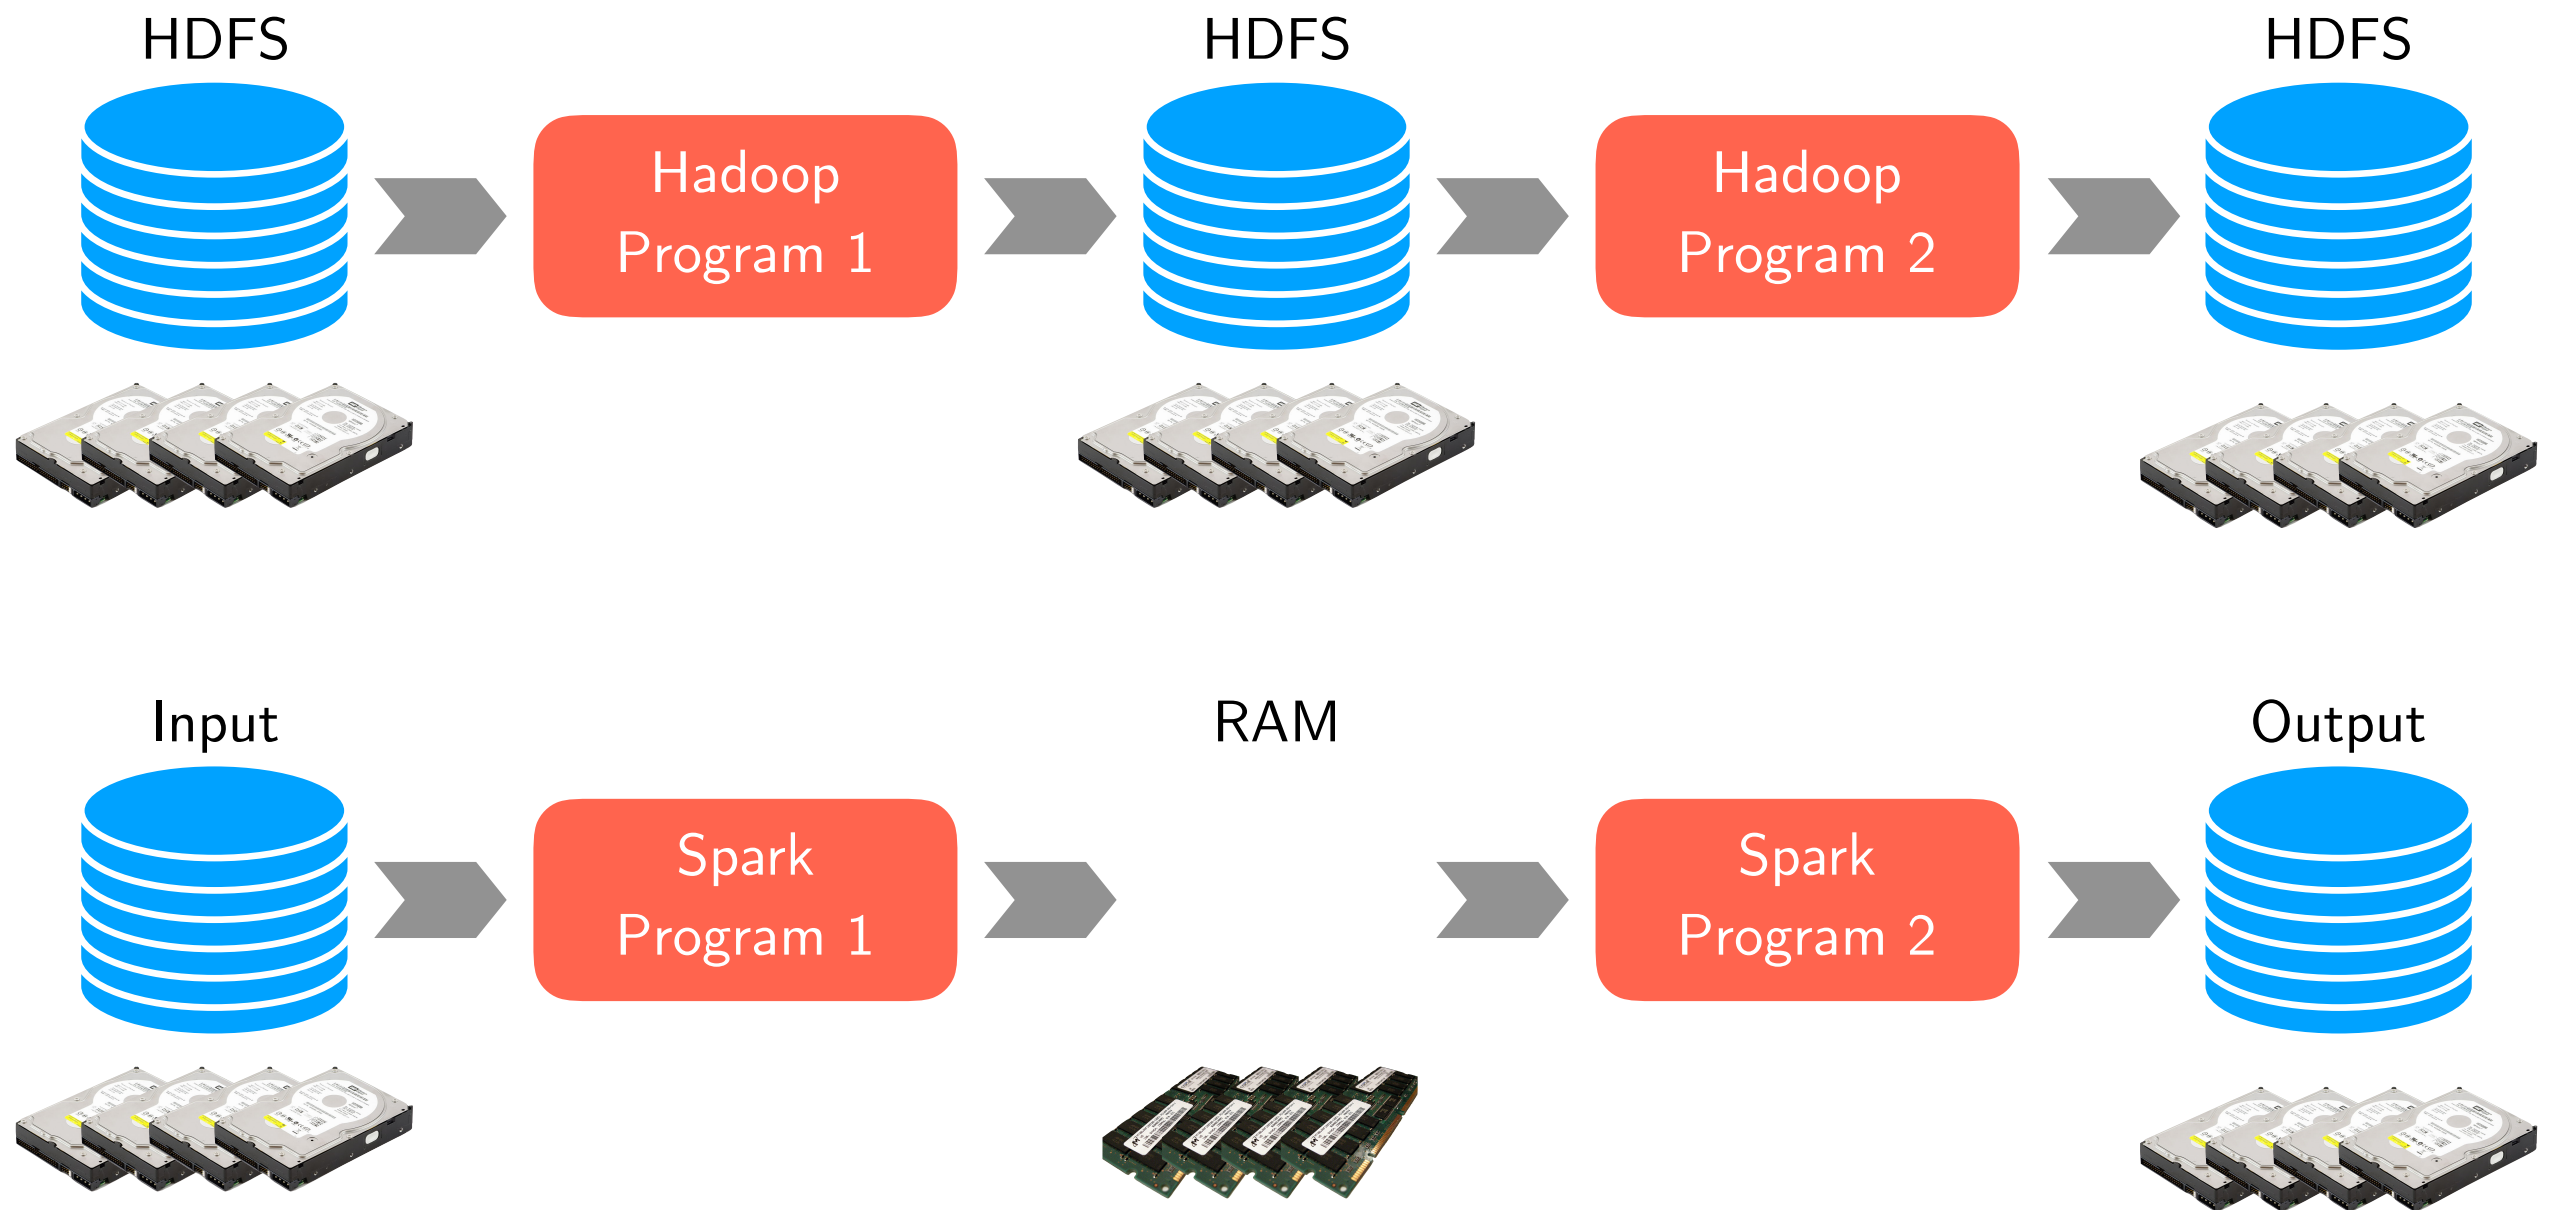 HDFS
HDFS
HDFS
Hadoop
Program 1
Hadoop
Program 2
Input
RAM
Output
Spark
Program 1
Spark
Program 2